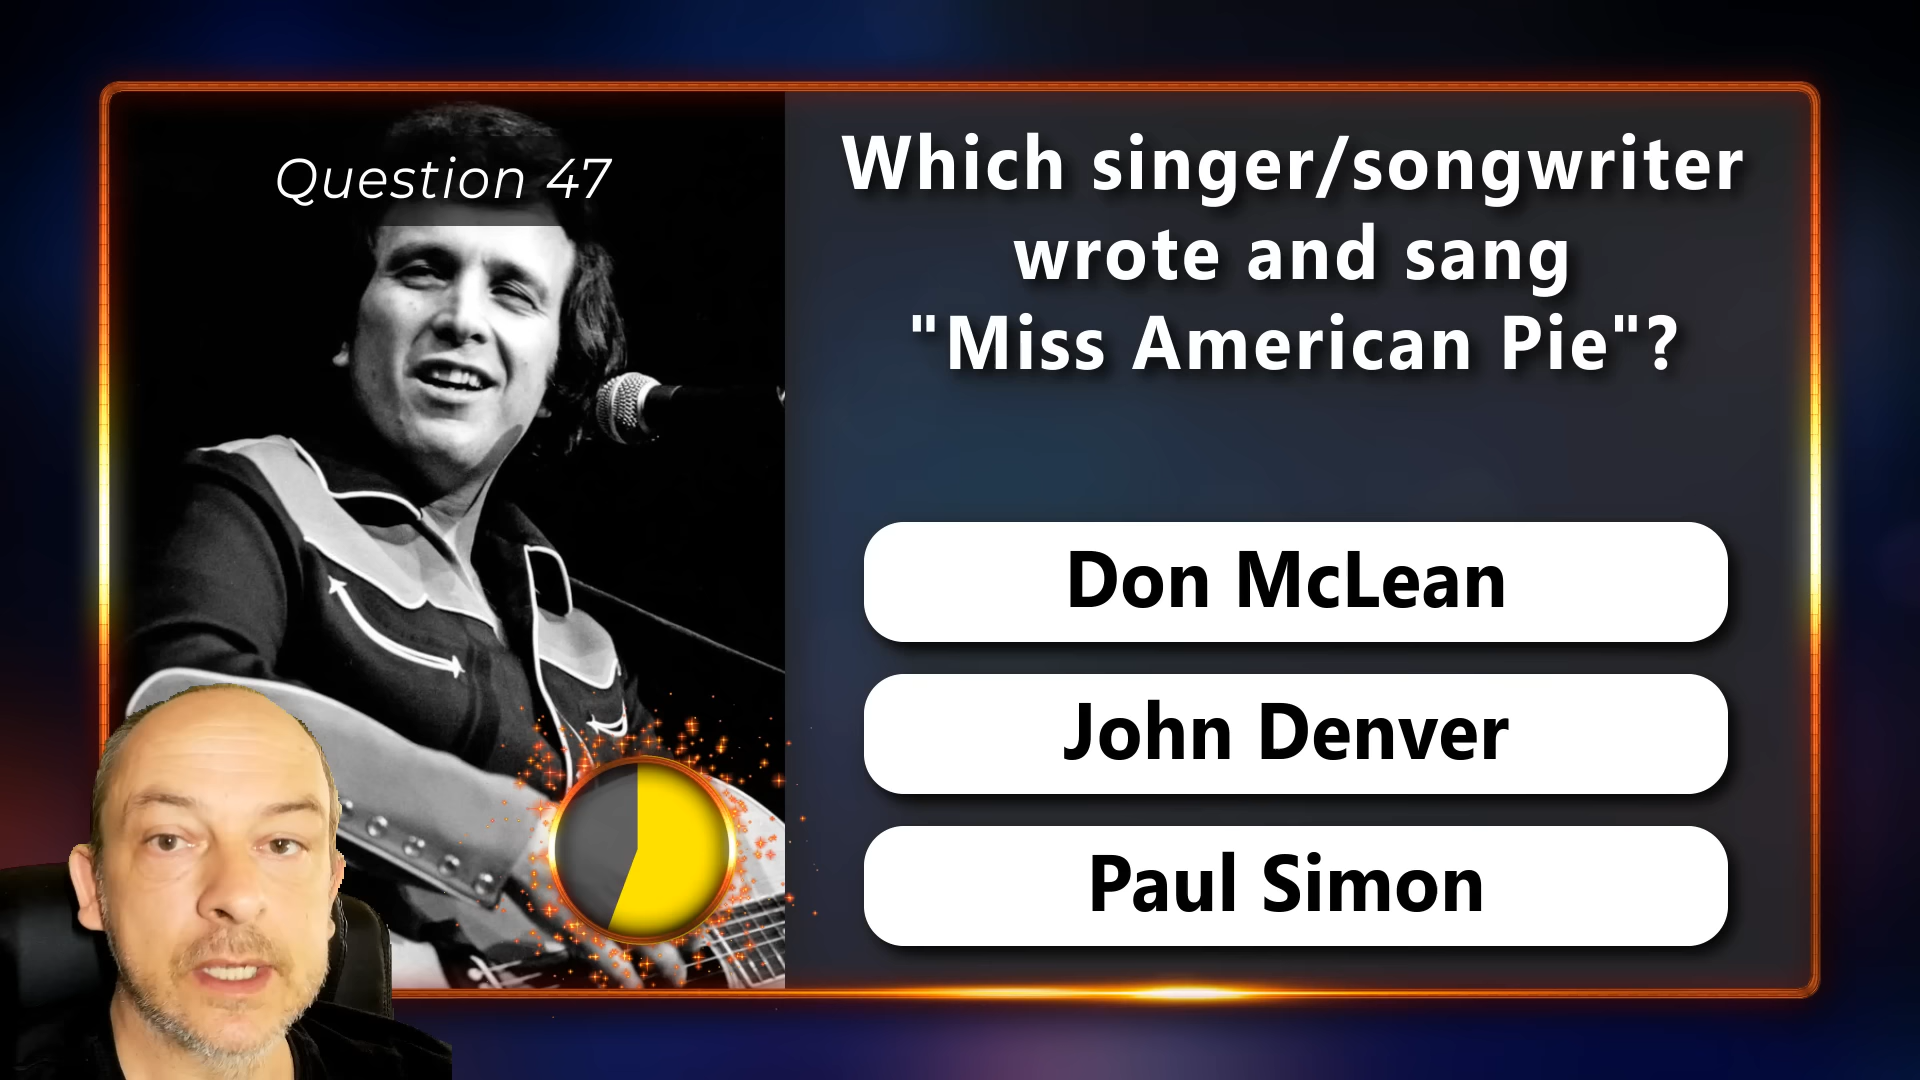 Question 47
Which singer/songwriter
wrote and sang
"Miss American Pie"?
Don McLean
John Denver
Paul Simon